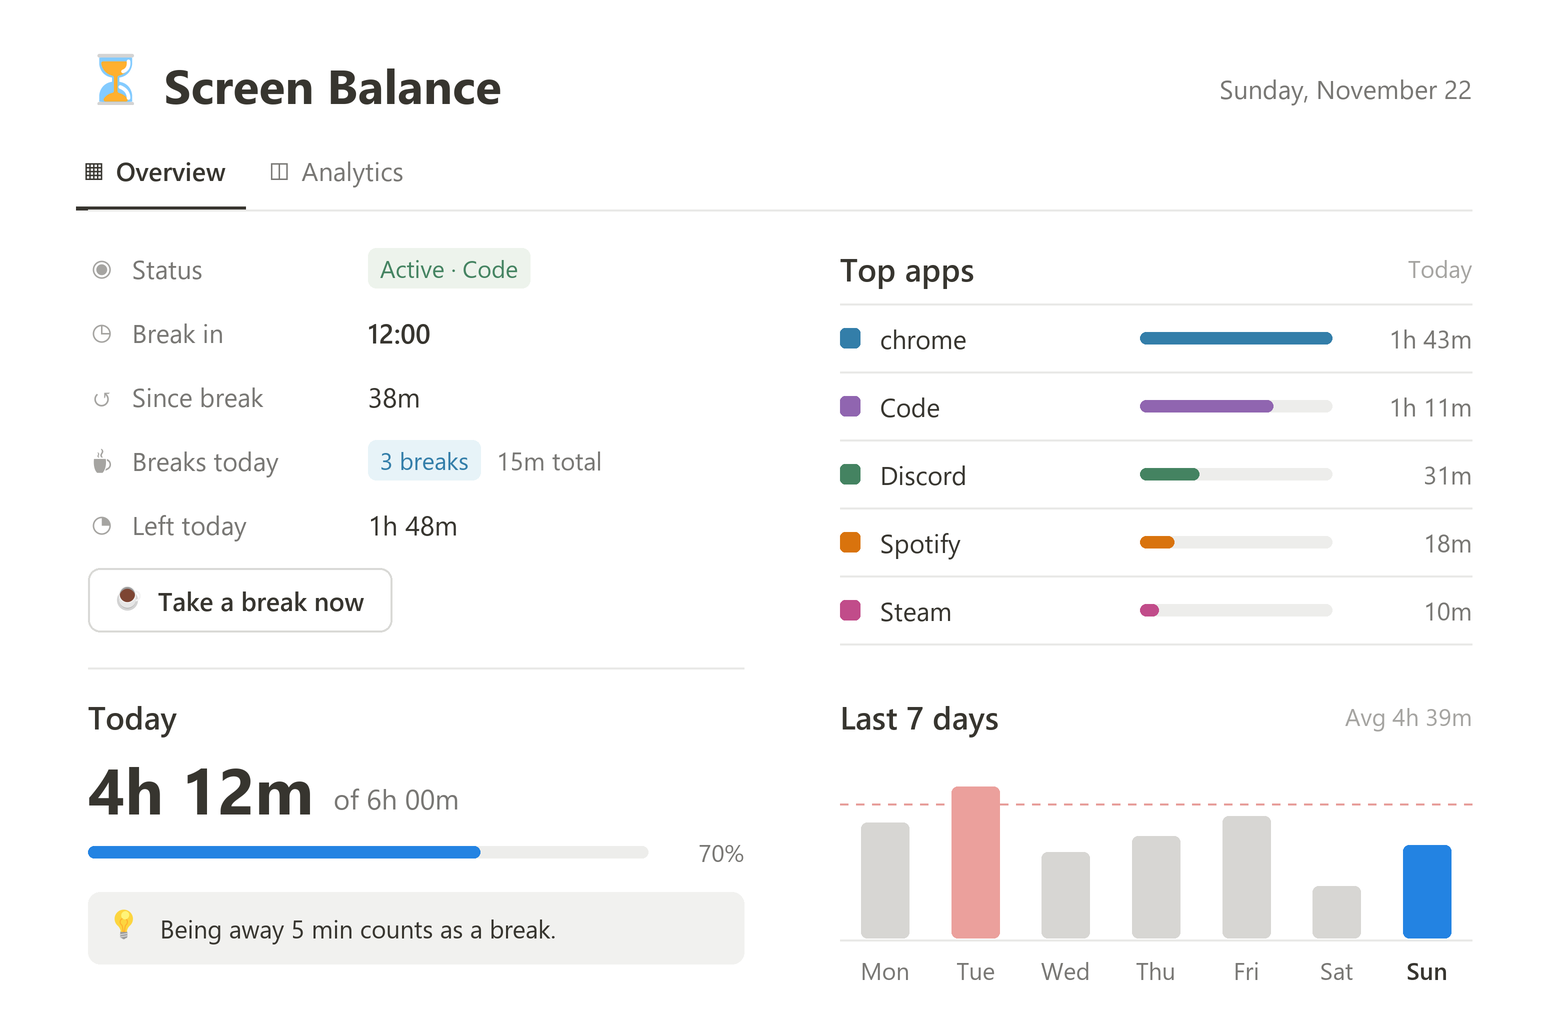 Screen Balance
Sunday, November 22
Overview
Analytics
Status
Active · Code
Break in
12:00
Since break
38m
Breaks today
3 breaks
15m total
Left today
1h 48m
Take a break now
Today
4h 12m
of 6h 00m
70%
Being away 5 min counts as a break.
Top apps
Today
chrome
1h 43m
Code
1h 11m
Discord
31m
Spotify
18m
Steam
10m
Last 7 days
Avg 4h 39m
Mon
Tue
Wed
Thu
Fri
Sat
Sun